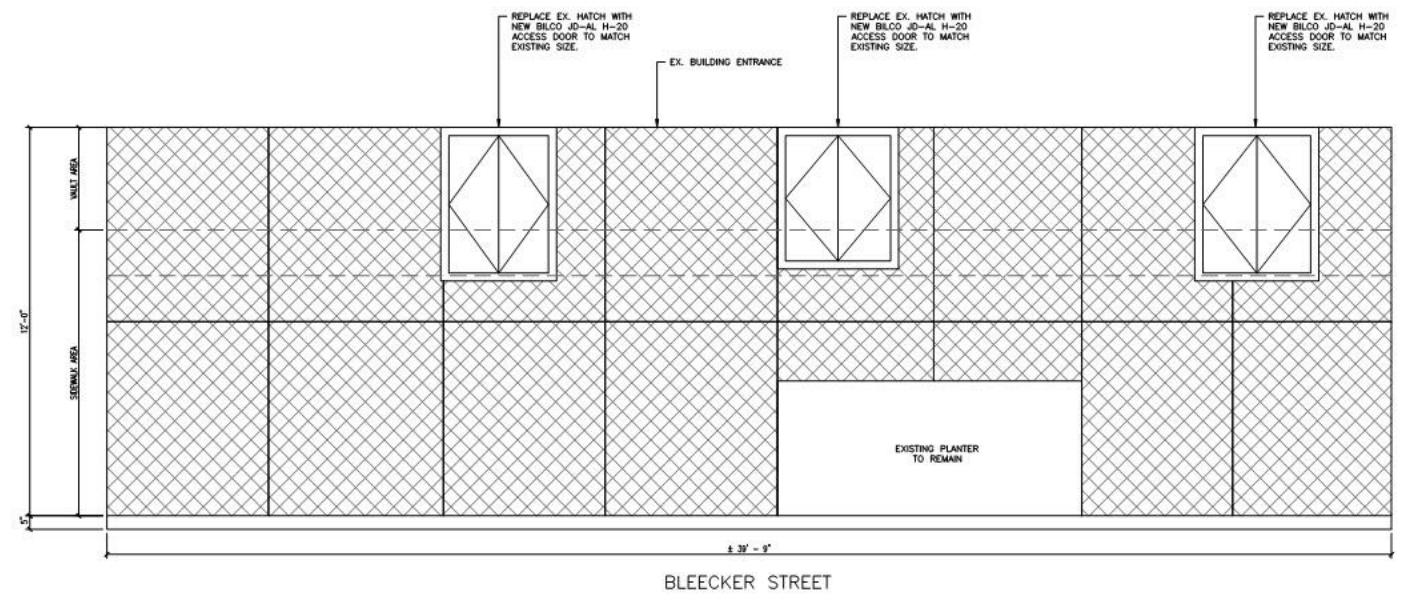 REPLACE EX. HATCH WITH
NEW BILCO JD-AL H-20
ACCESS DOOR TO MATCH
EXISTING SIZE.
REPLACE EX. HATCH WITH
NEW BILCO JD-AL H-20
ACCESS DOOR TO MATCH
EXISTING SIZE.
REPLACE EX. HATCH WITH
NEW BILCO JD-AL H-20
ACCESS DOOR TO MATCH
EXISTING SIZE.
EX. BUILDING ENTRANCE
VAULT AREA
12'-0"
SIDEWALK AREA
EXISTING PLANTER
TO REMAIN
5"
± 39' - 9"
BLEECKER STREET